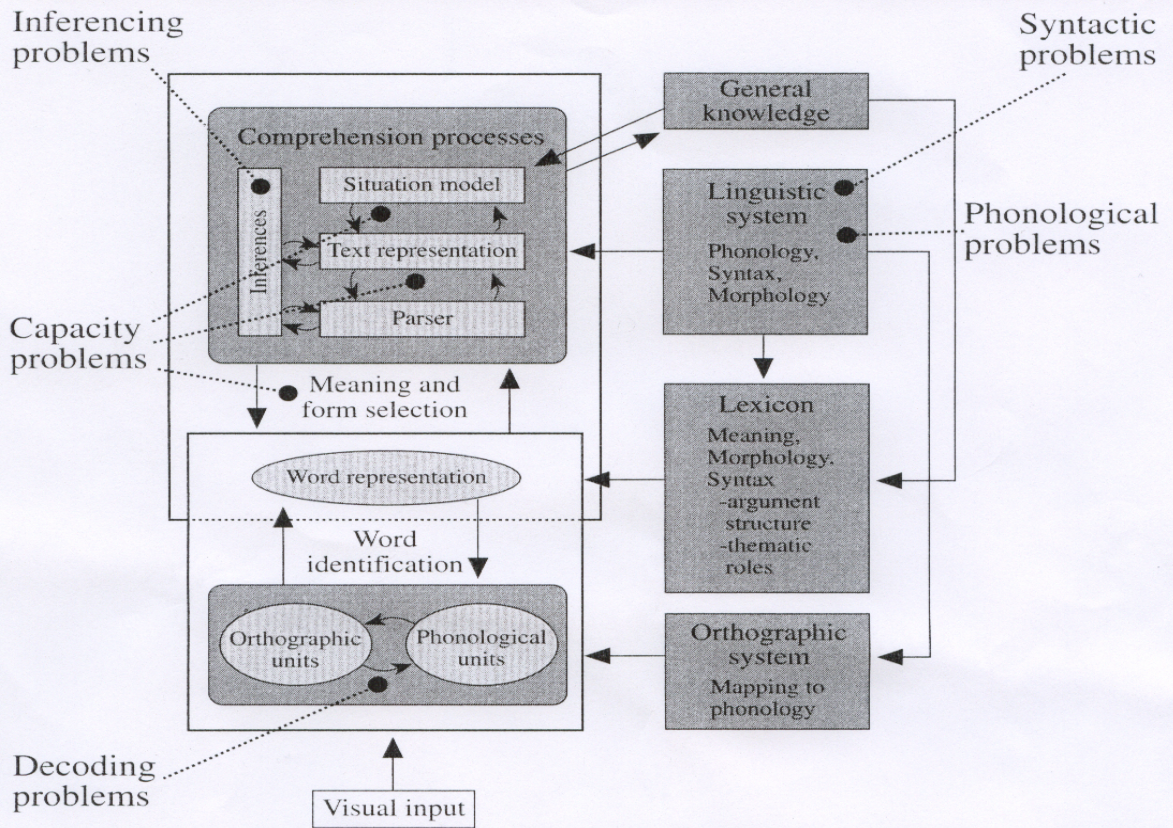 Inferencing
problems
Syntactic
problems
General
knowledge
Comprehension processes
Situation model
Inferences
Text representation
Parser
Linguistic
system
Phonology,
Syntax,
Morphology
Phonological
problems
Capacity
problems
Meaning and
form selection
Lexicon
Meaning,
Morphology,
Syntax
-argument
structure
-thematic
roles
Word representation
Word
identification
Orthographic
units
Phonological
units
Orthographic
system
Mapping to
phonology
Decoding
problems
Visual input